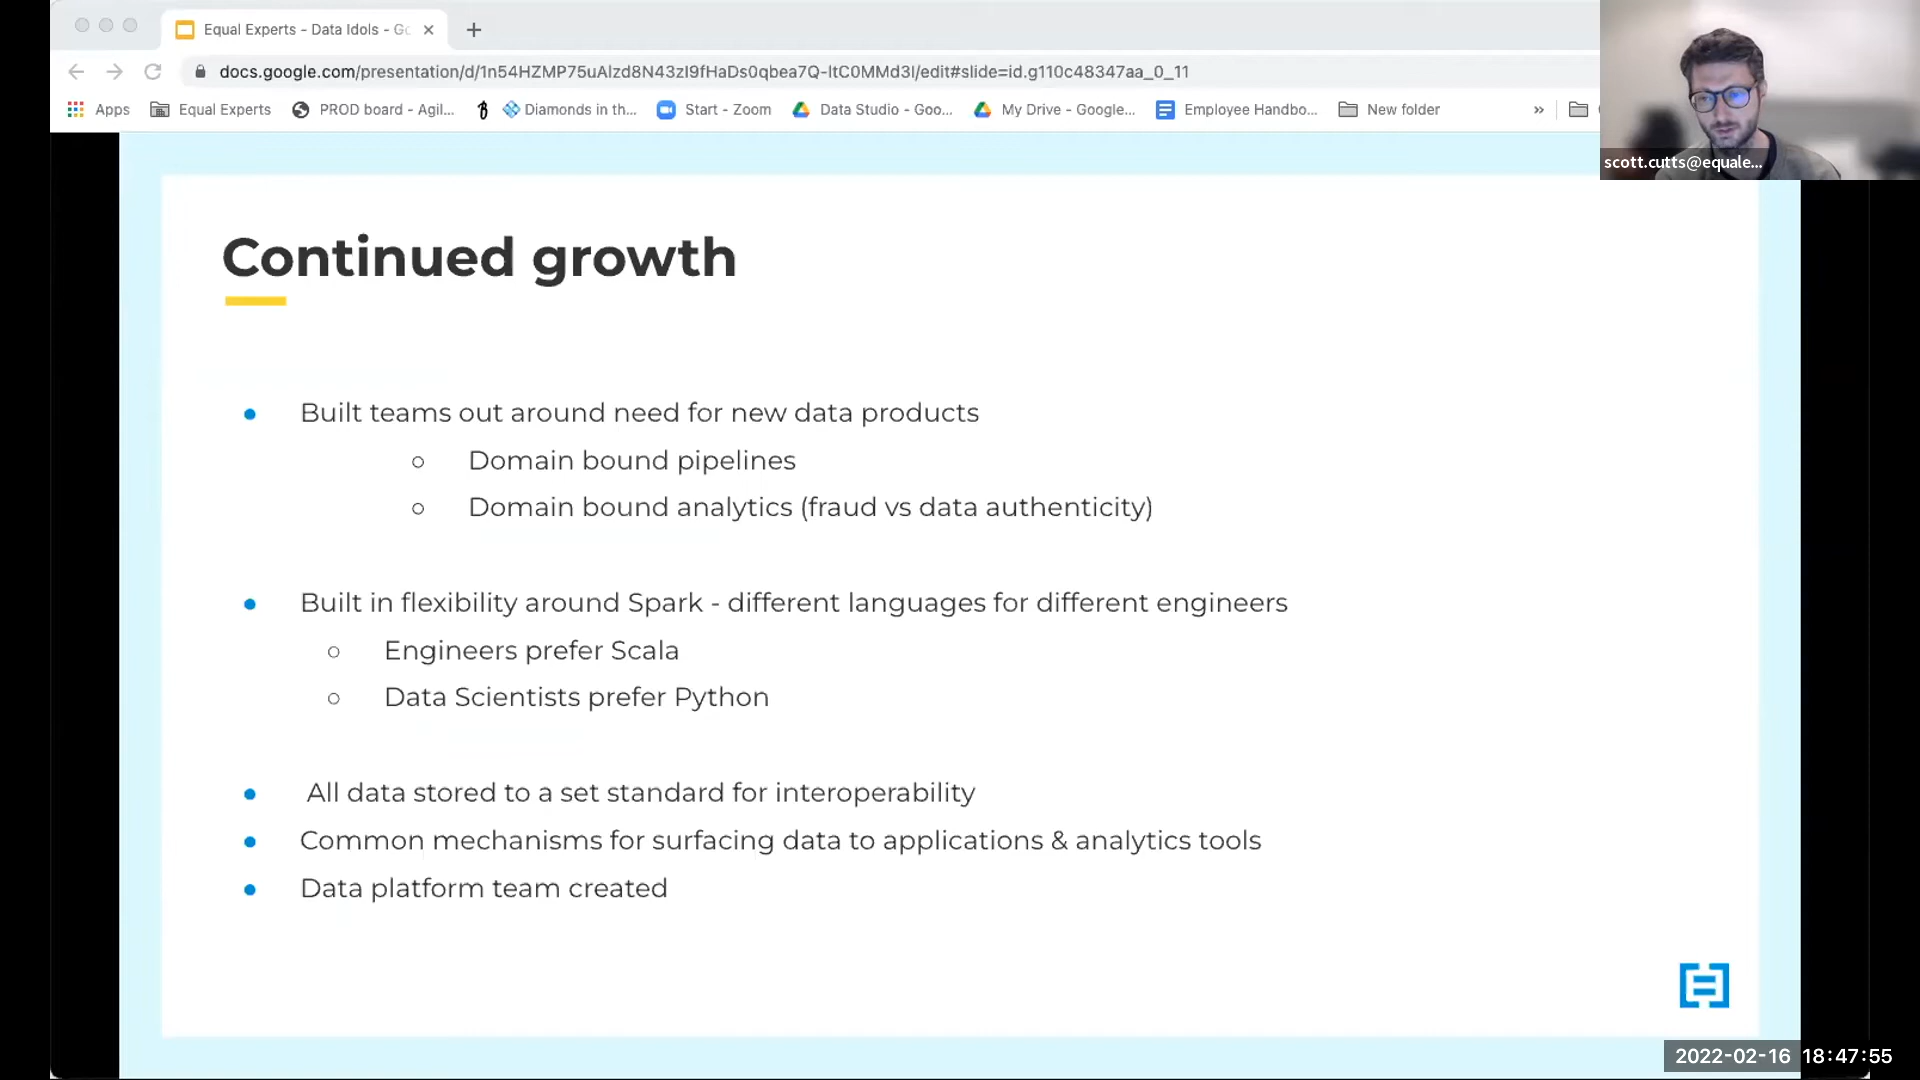 Equal Experts - Data Idols - Go
docs.google.com/presentation/d/1n54HZMP75uAlzd8N43zI9fHaDs0qbea7Q-ItC0MMd3I/edit#slide=id.g110c48347aa_0_11
Apps Equal Experts PROD board - Agil... Diamonds in th... Start - Zoom Data Studio - Goo... My Drive - Google... Employee Handbo... New folder »
scott.cutts@equale...
Continued growth
● Built teams out around need for new data products
○ Domain bound pipelines
○ Domain bound analytics (fraud vs data authenticity)
● Built in flexibility around Spark - different languages for different engineers
○ Engineers prefer Scala
○ Data Scientists prefer Python
● All data stored to a set standard for interoperability
● Common mechanisms for surfacing data to applications & analytics tools
● Data platform team created
2022-02-16 18:47:55